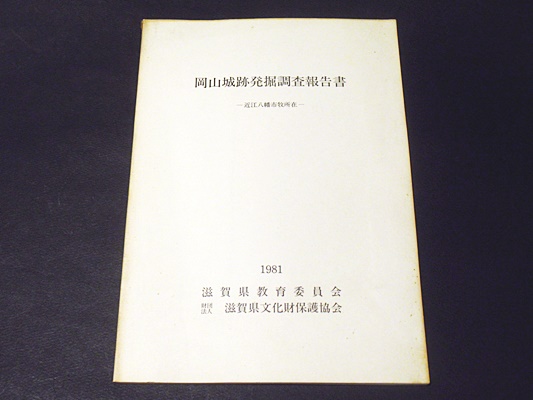 岡山城跡発掘調査報告書
―近江八幡市牧所在―
1981
滋賀県教育委員会
財団法人 滋賀県文化財保護協会